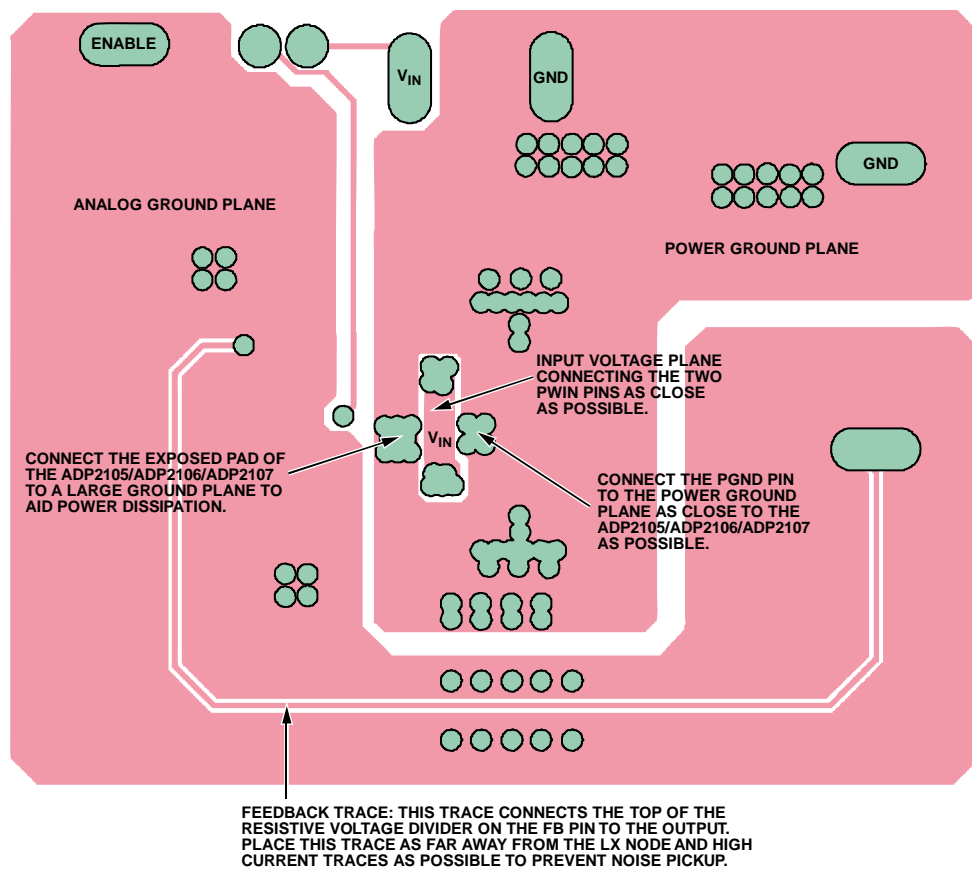 ENABLE
VIN
GND
GND
ANALOG GROUND PLANE
POWER GROUND PLANE
INPUT VOLTAGE PLANE
CONNECTING THE TWO
PWIN PINS AS CLOSE
AS POSSIBLE.
VIN
CONNECT THE EXPOSED PAD OF
THE ADP2105/ADP2106/ADP2107
TO A LARGE GROUND PLANE TO
AID POWER DISSIPATION.
CONNECT THE PGND PIN
TO THE POWER GROUND
PLANE AS CLOSE TO THE
ADP2105/ADP2106/ADP2107
AS POSSIBLE.
FEEDBACK TRACE: THIS TRACE CONNECTS THE TOP OF THE
RESISTIVE VOLTAGE DIVIDER ON THE FB PIN TO THE OUTPUT.
PLACE THIS TRACE AS FAR AWAY FROM THE LX NODE AND HIGH
CURRENT TRACES AS POSSIBLE TO PREVENT NOISE PICKUP.